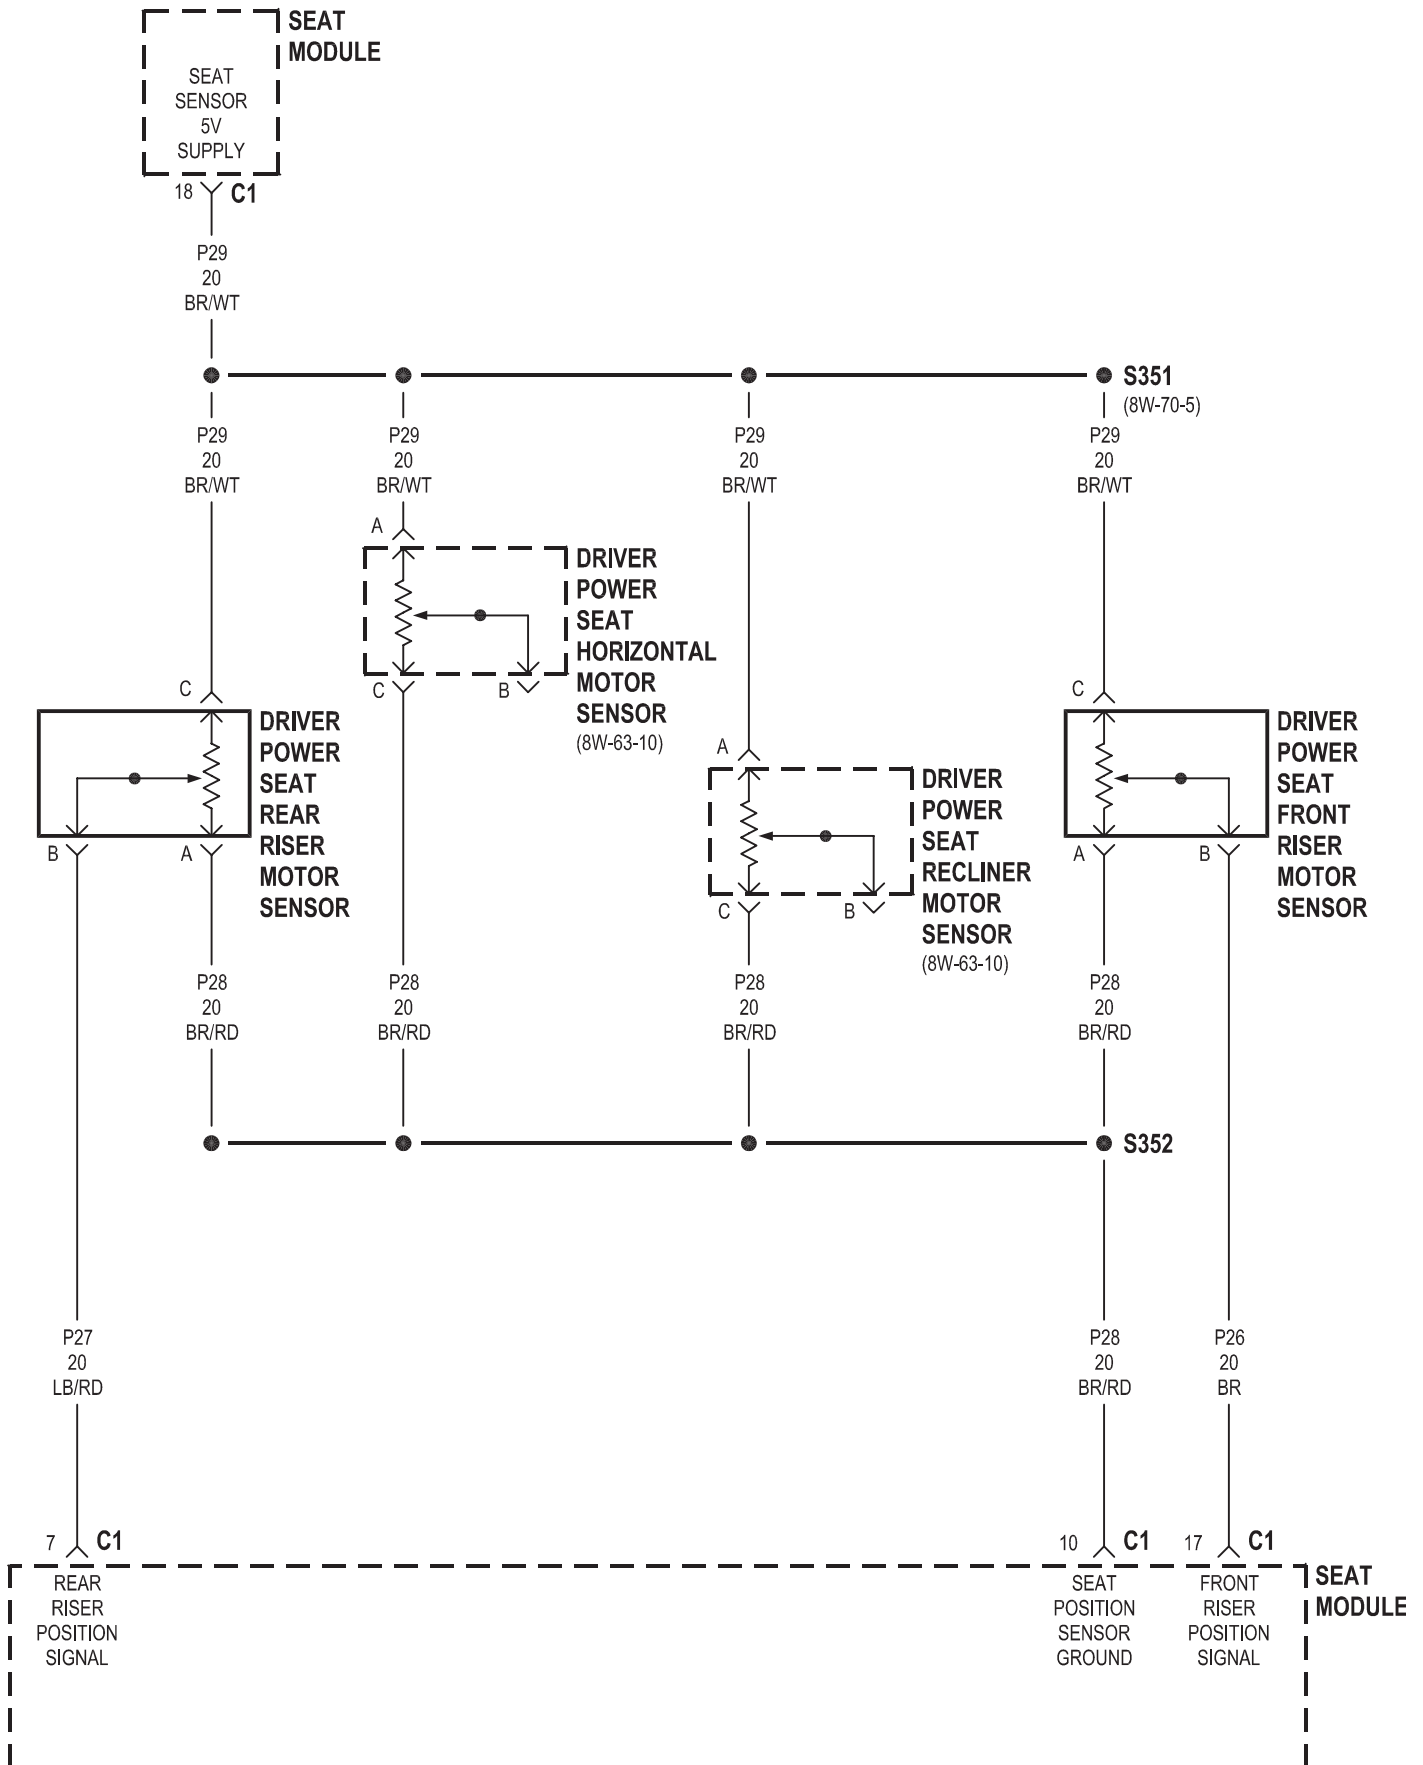 SEAT
MODULE
SEAT
SENSOR
5V
SUPPLY
18
C1
P29
20
BR/WT
S351
(8W-70-5)
P29
20
BR/WT
P29
20
BR/WT
P29
20
BR/WT
P29
20
BR/WT
A
DRIVER
POWER
SEAT
HORIZONTAL
MOTOR
SENSOR
(8W-63-10)
C
B
C
DRIVER
POWER
SEAT
REAR
RISER
MOTOR
SENSOR
B
A
A
DRIVER
POWER
SEAT
RECLINER
MOTOR
SENSOR
(8W-63-10)
C
B
C
DRIVER
POWER
SEAT
FRONT
RISER
MOTOR
SENSOR
A
B
P28
20
BR/RD
P28
20
BR/RD
P28
20
BR/RD
P28
20
BR/RD
S352
P27
20
LB/RD
P28
20
BR/RD
P26
20
BR
7
C1
10
C1
17
C1
REAR
RISER
POSITION
SIGNAL
SEAT
POSITION
SENSOR
GROUND
FRONT
RISER
POSITION
SIGNAL
SEAT
MODULE